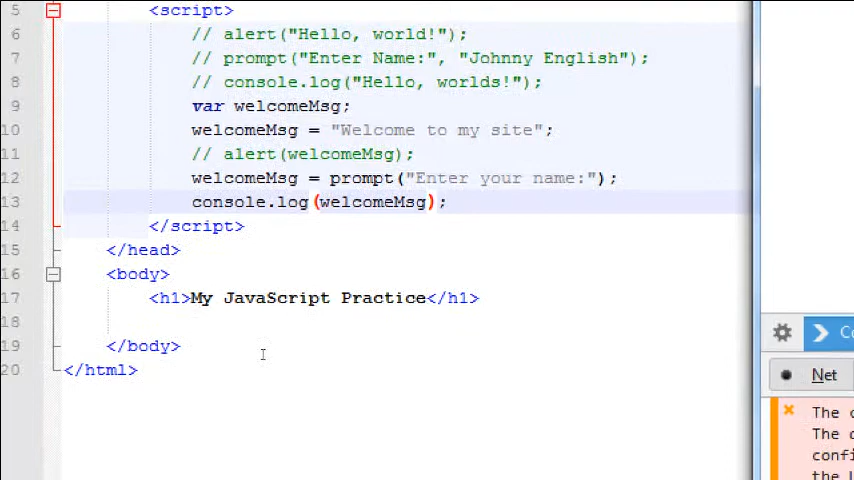 5 <script>
6 // alert("Hello, world!");
7 // prompt("Enter Name:", "Johnny English");
8 // console.log("Hello, worlds!");
9 var welcomeMsg;
10 welcomeMsg = "Welcome to my site";
11 // alert(welcomeMsg);
12 welcomeMsg = prompt("Enter your name:");
13 console.log(welcomeMsg);
14 </script>
15 </head>
16 <body>
17 <h1>My JavaScript Practice</h1>
18
19 </body>
20 </html>
Net
The
The
confi
the